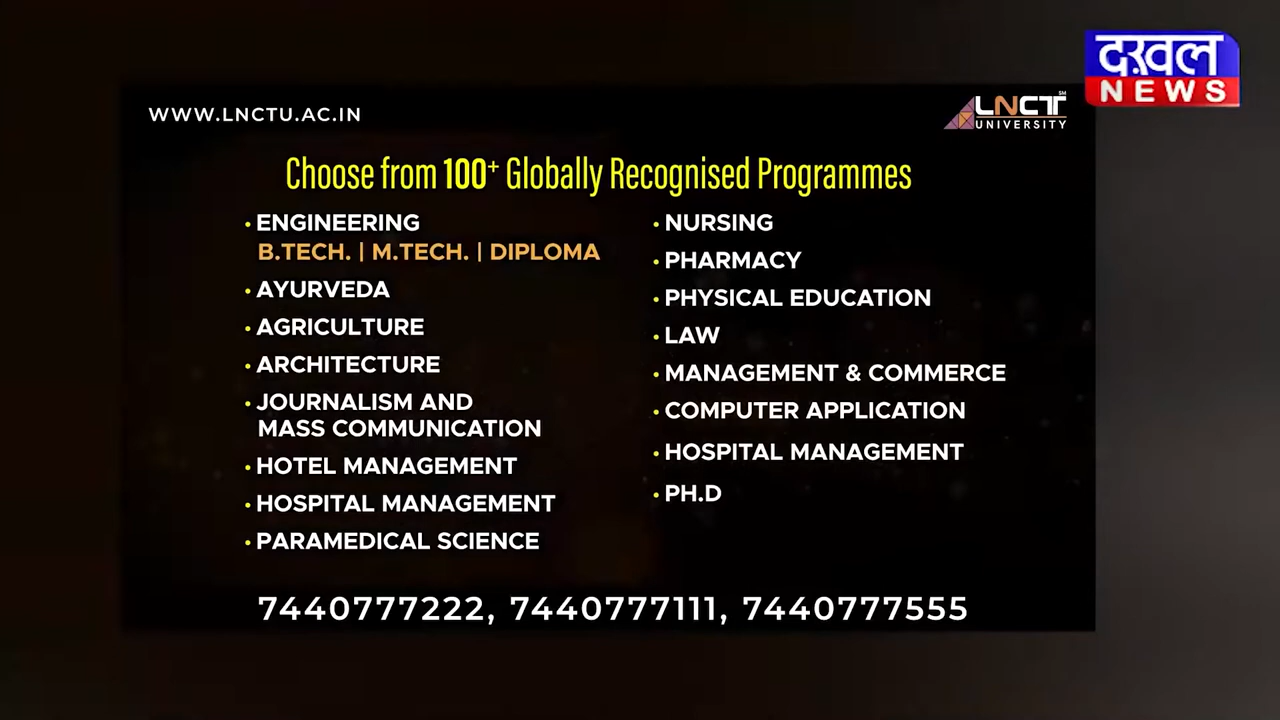 दख़ल
NEWS
WWW.LNCTU.AC.IN
LNCT SM
UNIVERSITY
Choose from 100+ Globally Recognised Programmes
• ENGINEERING
B.TECH. | M.TECH. | DIPLOMA
• AYURVEDA
• AGRICULTURE
• ARCHITECTURE
• JOURNALISM AND
MASS COMMUNICATION
• HOTEL MANAGEMENT
• HOSPITAL MANAGEMENT
• PARAMEDICAL SCIENCE
• NURSING
• PHARMACY
• PHYSICAL EDUCATION
• LAW
• MANAGEMENT & COMMERCE
• COMPUTER APPLICATION
• HOSPITAL MANAGEMENT
• PH.D
7440777222, 7440777111, 7440777555